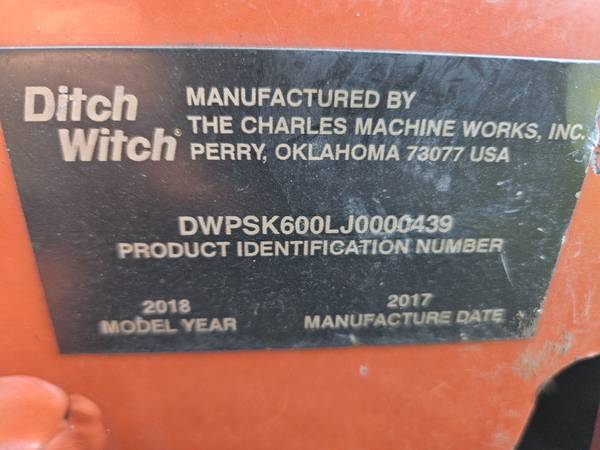 Ditch
Witch®
MANUFACTURED BY
THE CHARLES MACHINE WORKS, INC.
PERRY, OKLAHOMA 73077 USA
DWPSK600LJ0000439
PRODUCT IDENTIFICATION NUMBER
2018
MODEL YEAR
2017
MANUFACTURE DATE